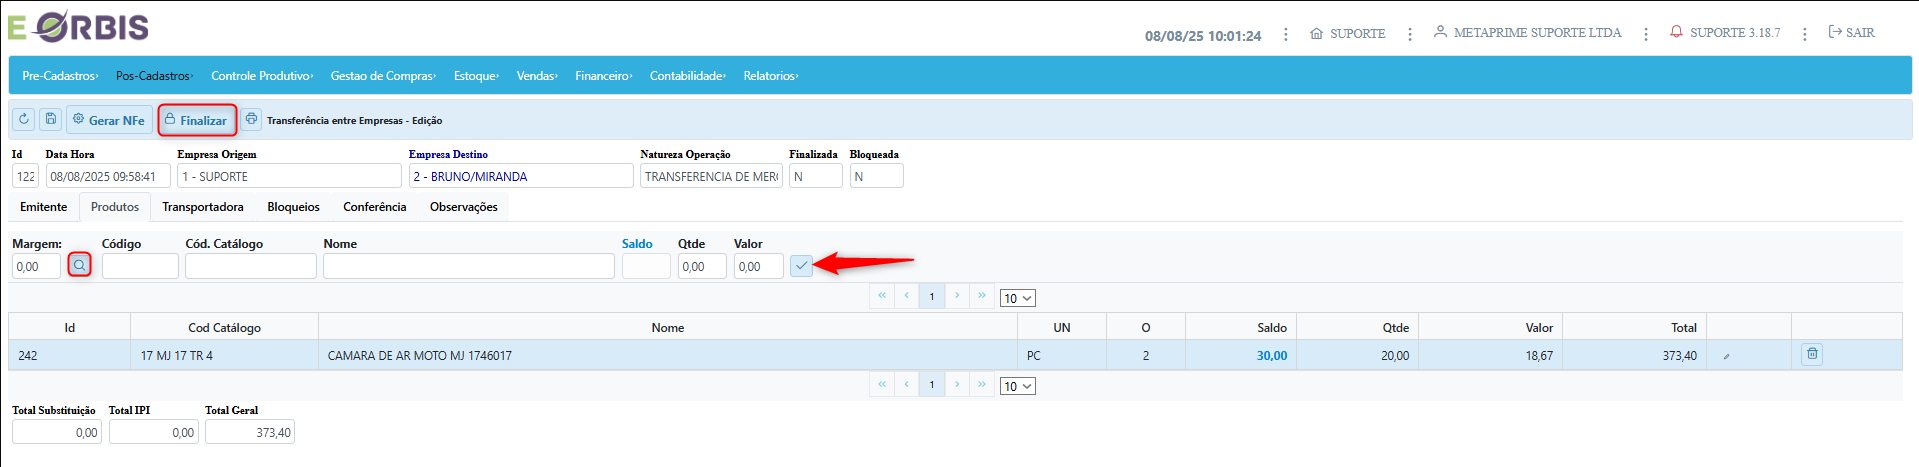 E ORBIS
08/08/25 10:01:24 SUPORTE METAPRIME SUPORTE LTDA SUPORTE 3.18.7 SAIR
Pre-Cadastros Pos-Cadastros Controle Produtivo Gestao de Compras Estoque Vendas Financeiro Contabilidade Relatorios
Gerar NFe Finalizar Transferência entre Empresas - Edição
Id Data Hora Empresa Origem Empresa Destino Natureza Operação Finalizada Bloqueada
122 08/08/2025 09:58:41 1 - SUPORTE 2 - BRUNO/MIRANDA TRANSFERENCIA DE MER N N
Emitente Produtos Transportadora Bloqueios Conferência Observações
Margem: Código Cód. Catálogo Nome Saldo Qtde Valor
0,00 0,00 0,00
« ‹ 1 › » 10
Id Cod Catálogo Nome UN O Saldo Qtde Valor Total
242 17 MJ 17 TR 4 CAMARA DE AR MOTO MJ 1746017 PC 2 30,00 20,00 18,67 373,40
« ‹ 1 › » 10
Total Substituição Total IPI Total Geral
0,00 0,00 373,40